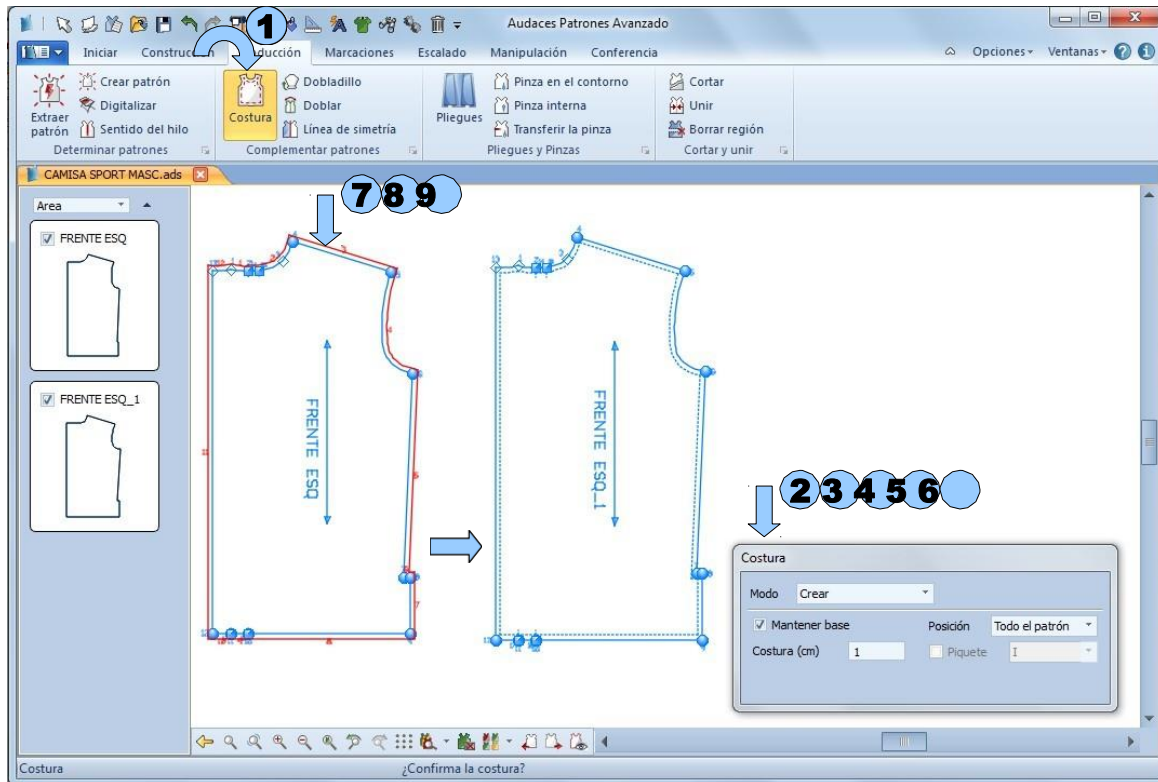 Audaces Patrones Avanzado
1
Iniciar Marcaciones Escalado Manipulación Conferencia Opciones Ventanas
Extraer patrón
Crear patrón
Digitalizar
Sentido del hilo
Determinar patrones
Costura
Dobladillo
Doblar
Línea de simetría
Complementar patrones
Pliegues
Pinza en el contorno
Pinza interna
Transferir la pinza
Pliegues y Pinzas
Cortar
Unir
Borrar región
Cortar y unir
CAMISA SPORT MASC.ads
Area
FRENTE ESQ
FRENTE ESQ_1
7 8 9
FRENTE ESQ
FRENTE ESQ_1
2 3 4 5 6
Costura
Modo Crear
Mantener base Posición Todo el patrón
Costura (cm) 1 Piquete I
Costura ¿Confirma la costura?